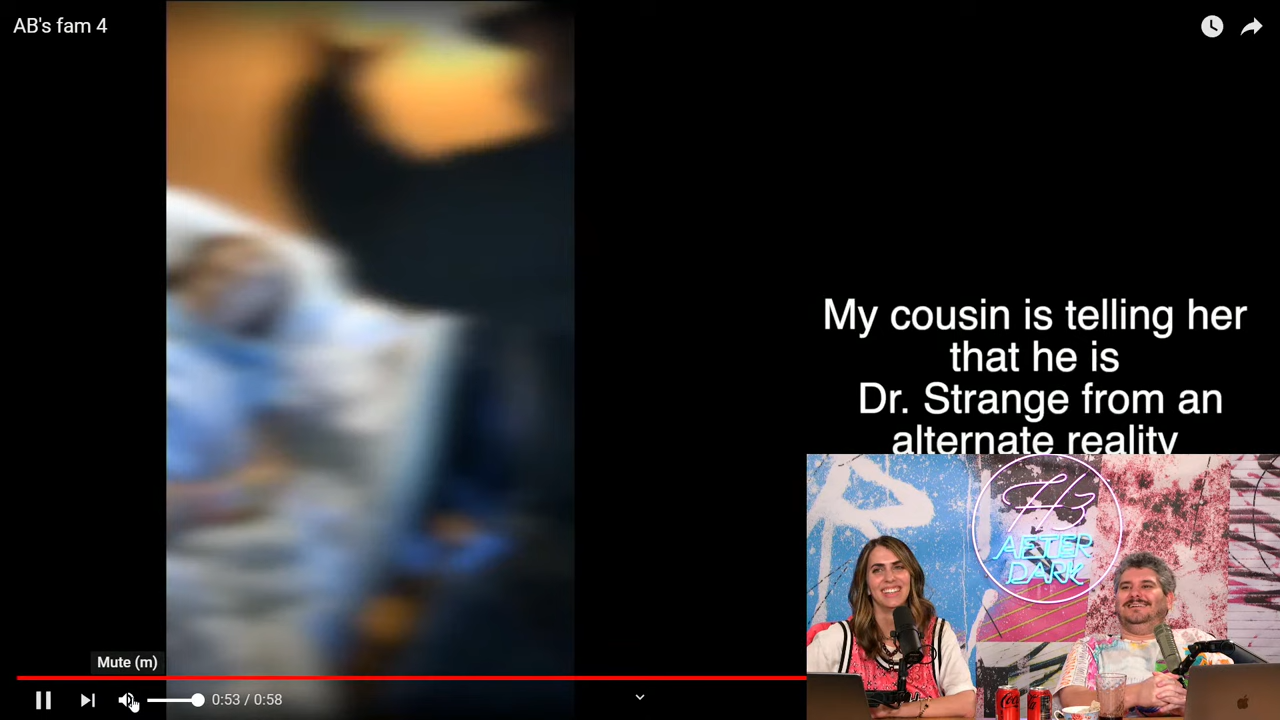 AB's fam 4
My cousin is telling her
that he is
Dr. Strange from an
alternate reality
H3
AFTER
DARK
Mute (m)
0:53 / 0:58